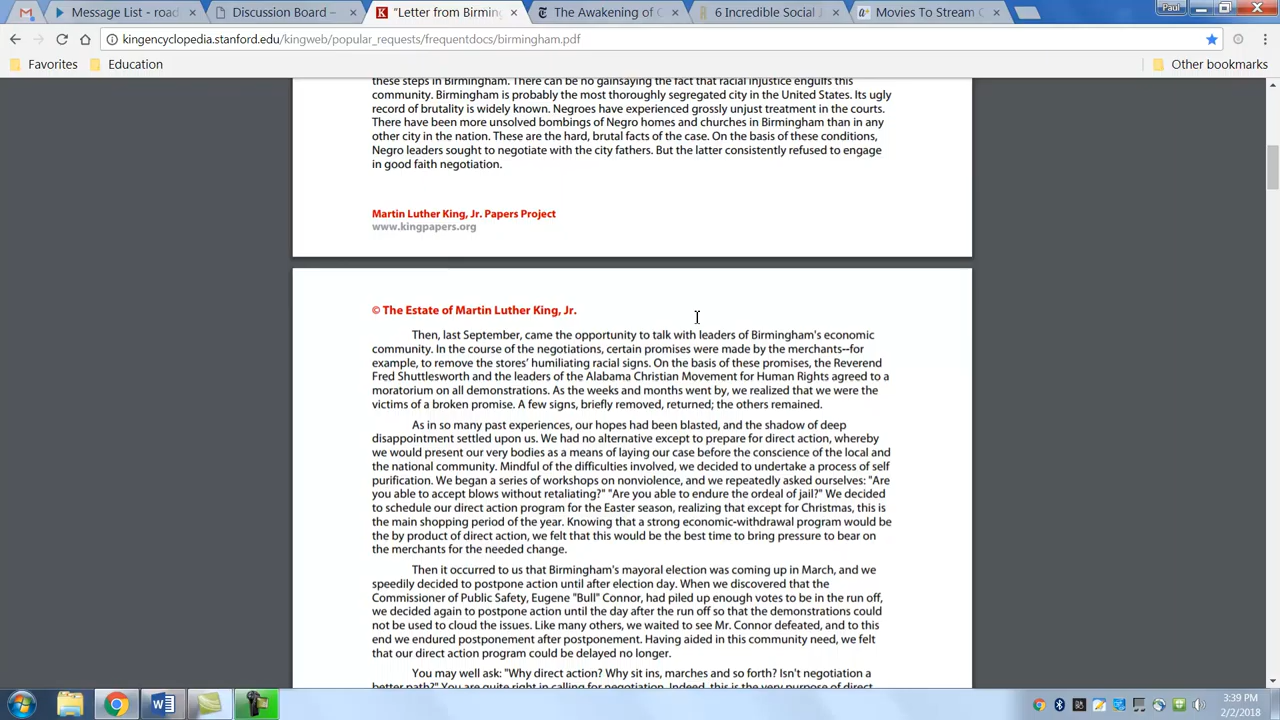 Message List - road
Discussion Board –
"Letter from Birmin
The Awakening of C
6 Incredible Social J
Movies To Stream O
Paul
kingencyclopedia.stanford.edu/kingweb/popular_requests/frequentdocs/birmingham.pdf
Favorites
Education
Other bookmarks
these steps in Birmingham. There can be no gainsaying the fact that racial injustice engulfs this
community. Birmingham is probably the most thoroughly segregated city in the United States. Its ugly
record of brutality is widely known. Negroes have experienced grossly unjust treatment in the courts.
There have been more unsolved bombings of Negro homes and churches in Birmingham than in any
other city in the nation. These are the hard, brutal facts of the case. On the basis of these conditions,
Negro leaders sought to negotiate with the city fathers. But the latter consistently refused to engage
in good faith negotiation.
Martin Luther King, Jr. Papers Project
www.kingpapers.org
© The Estate of Martin Luther King, Jr.
Then, last September, came the opportunity to talk with leaders of Birmingham's economic
community. In the course of the negotiations, certain promises were made by the merchants--for
example, to remove the stores' humiliating racial signs. On the basis of these promises, the Reverend
Fred Shuttlesworth and the leaders of the Alabama Christian Movement for Human Rights agreed to a
moratorium on all demonstrations. As the weeks and months went by, we realized that we were the
victims of a broken promise. A few signs, briefly removed, returned; the others remained.
As in so many past experiences, our hopes had been blasted, and the shadow of deep
disappointment settled upon us. We had no alternative except to prepare for direct action, whereby
we would present our very bodies as a means of laying our case before the conscience of the local and
the national community. Mindful of the difficulties involved, we decided to undertake a process of self
purification. We began a series of workshops on nonviolence, and we repeatedly asked ourselves: "Are
you able to accept blows without retaliating?" "Are you able to endure the ordeal of jail?" We decided
to schedule our direct action program for the Easter season, realizing that except for Christmas, this is
the main shopping period of the year. Knowing that a strong economic-withdrawal program would be
the by product of direct action, we felt that this would be the best time to bring pressure to bear on
the merchants for the needed change.
Then it occurred to us that Birmingham's mayoral election was coming up in March, and we
speedily decided to postpone action until after election day. When we discovered that the
Commissioner of Public Safety, Eugene "Bull" Connor, had piled up enough votes to be in the run off,
we decided again to postpone action until the day after the run off so that the demonstrations could
not be used to cloud the issues. Like many others, we waited to see Mr. Connor defeated, and to this
end we endured postponement after postponement. Having aided in this community need, we felt
that our direct action program could be delayed no longer.
You may well ask: "Why direct action? Why sit ins, marches and so forth? Isn't negotiation a
better path?" You are quite right in calling for negotiation. Indeed, this is the very purpose of direct
3:39 PM
2/2/2018